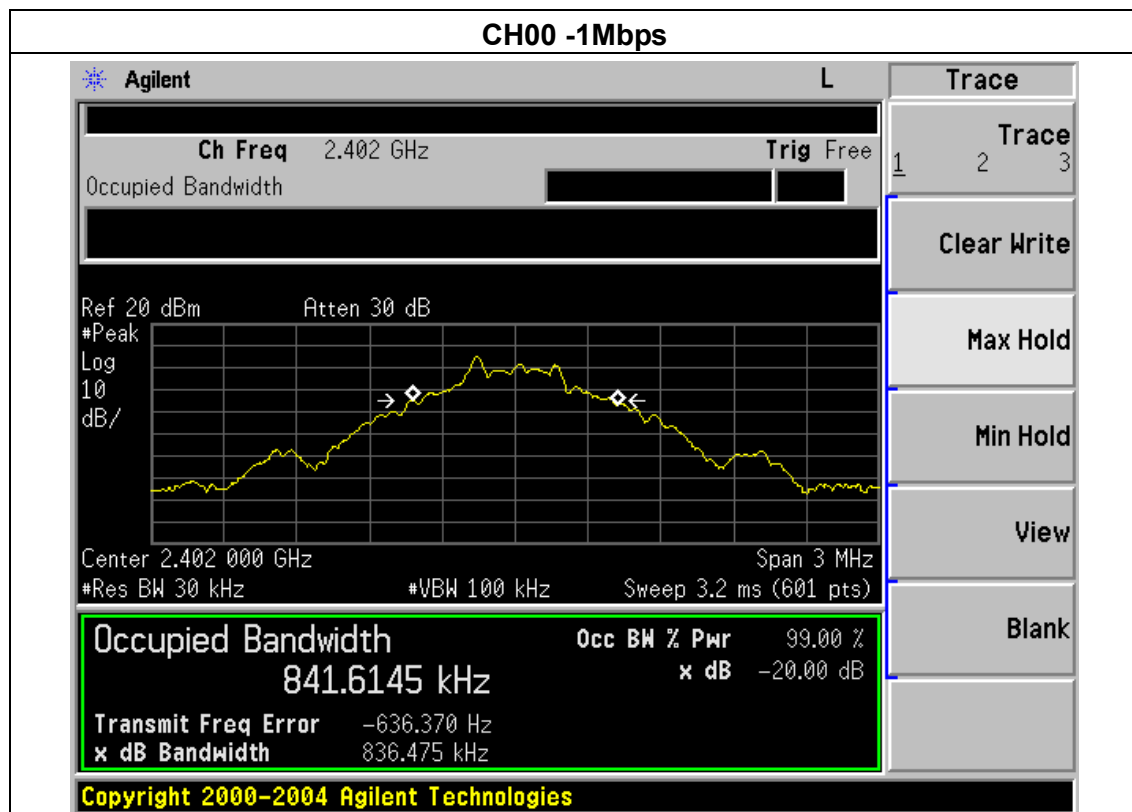 CH00 -1Mbps
Agilent L Trace
Ch Freq 2.402 GHz Trig Free
Occupied Bandwidth
Trace
1 2 3
Clear Write
Max Hold
Min Hold
View
Blank
Ref 20 dBm Atten 30 dB
#Peak
Log
10
dB/
Center 2.402 000 GHz Span 3 MHz
#Res BW 30 kHz #VBW 100 kHz Sweep 3.2 ms (601 pts)
Occupied Bandwidth Occ BW % Pwr 99.00 %
841.6145 kHz x dB -20.00 dB
Transmit Freq Error -636.370 Hz
x dB Bandwidth 836.475 kHz
Copyright 2000-2004 Agilent Technologies